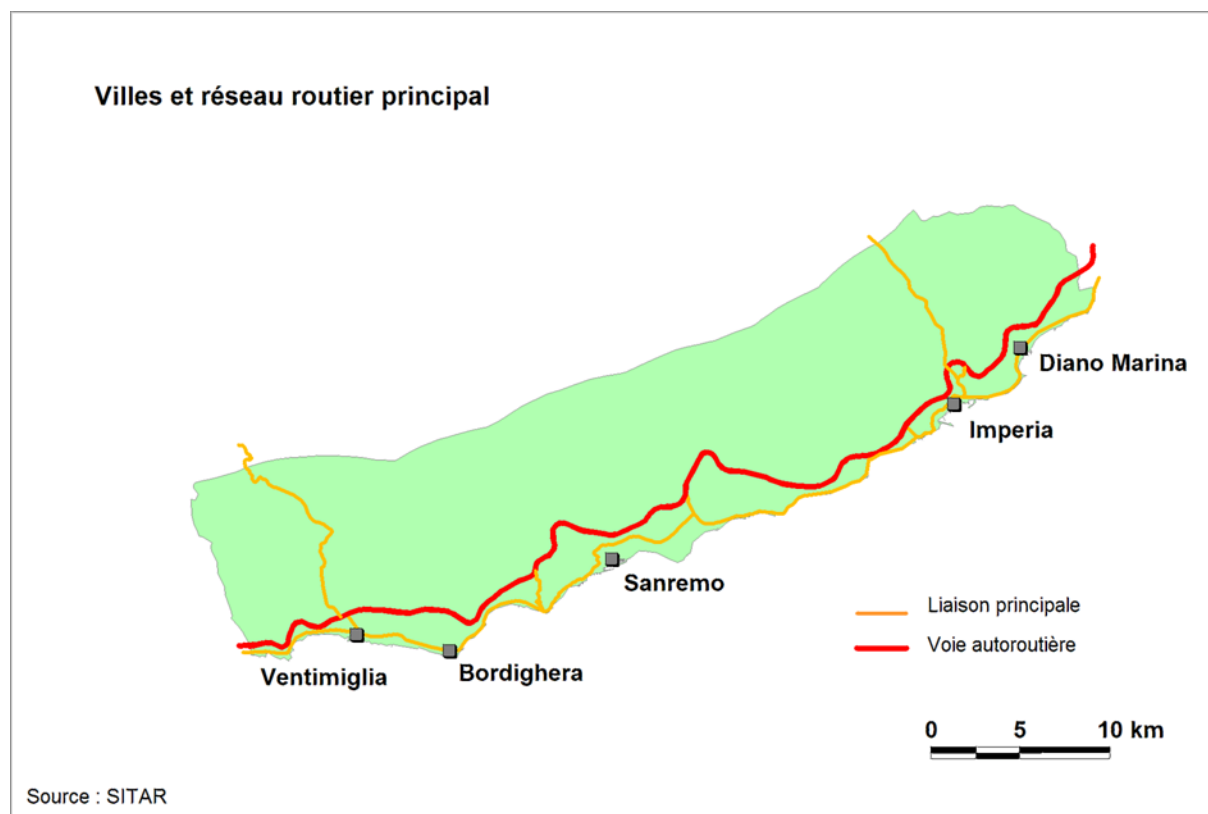 Villes et réseau routier principal
Diano Marina
Imperia
Sanremo
Liaison principale
Voie autoroutière
Ventimiglia
Bordighera
0 5 10 km
Source : SITAR